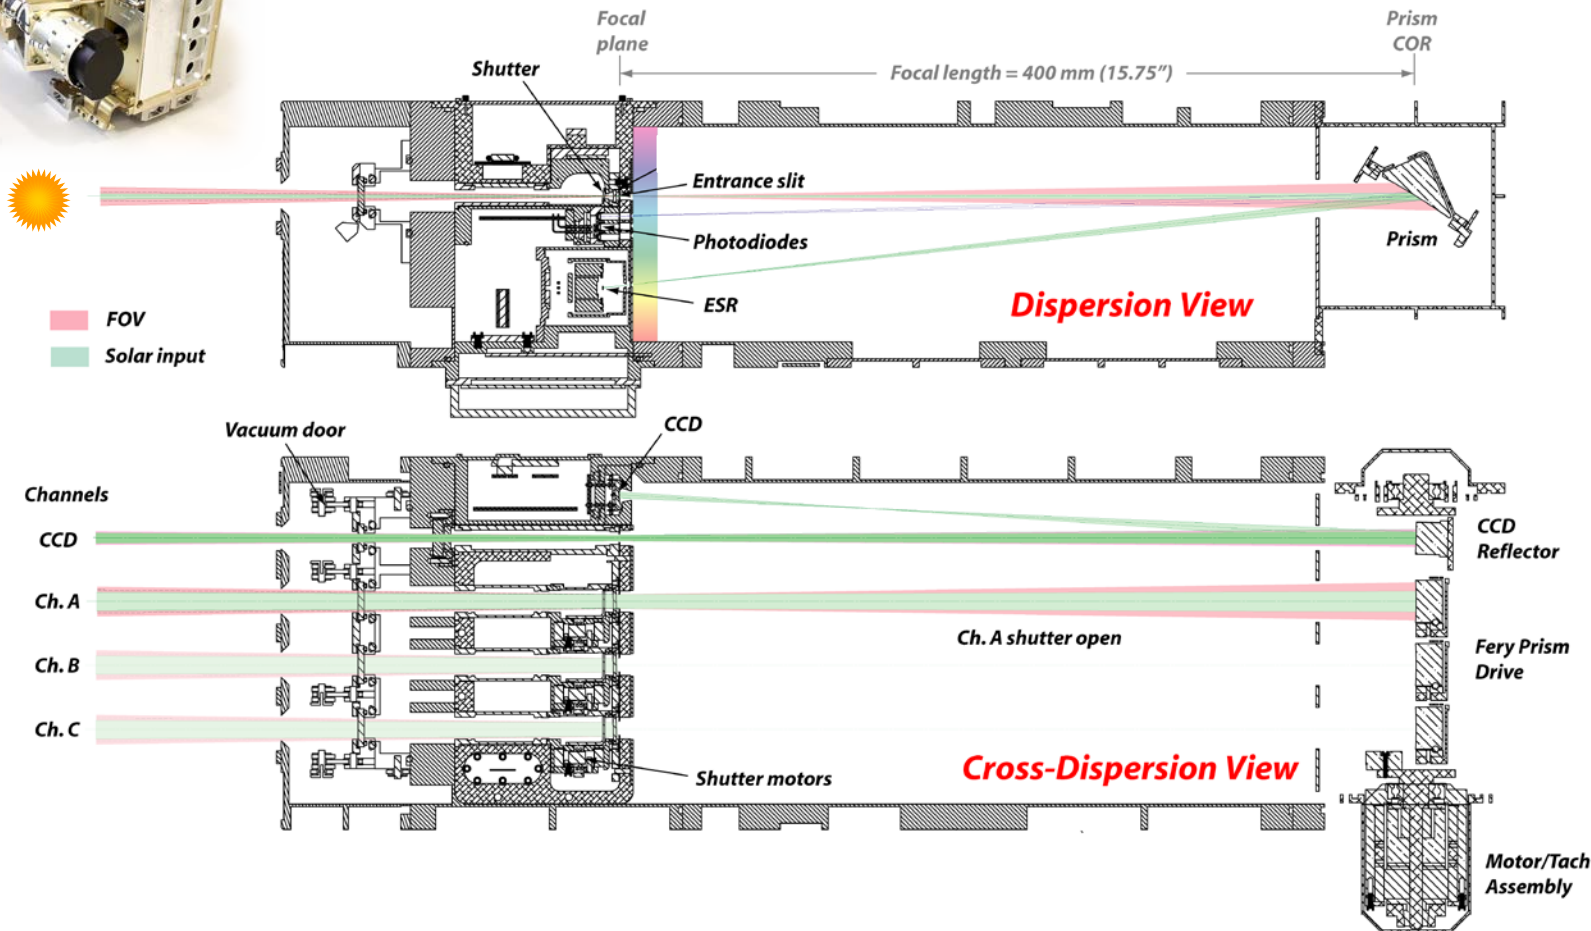 Focal
plane
Prism
COR
Shutter
Focal length = 400 mm (15.75”)
Entrance slit
Photodiodes
Prism
ESR
Dispersion View
FOV
Solar input
Vacuum door
CCD
Channels
CCD
CCD
Reflector
Ch. A
Ch. A shutter open
Ch. B
Fery Prism
Drive
Ch. C
Shutter motors
Cross-Dispersion View
Motor/Tach
Assembly